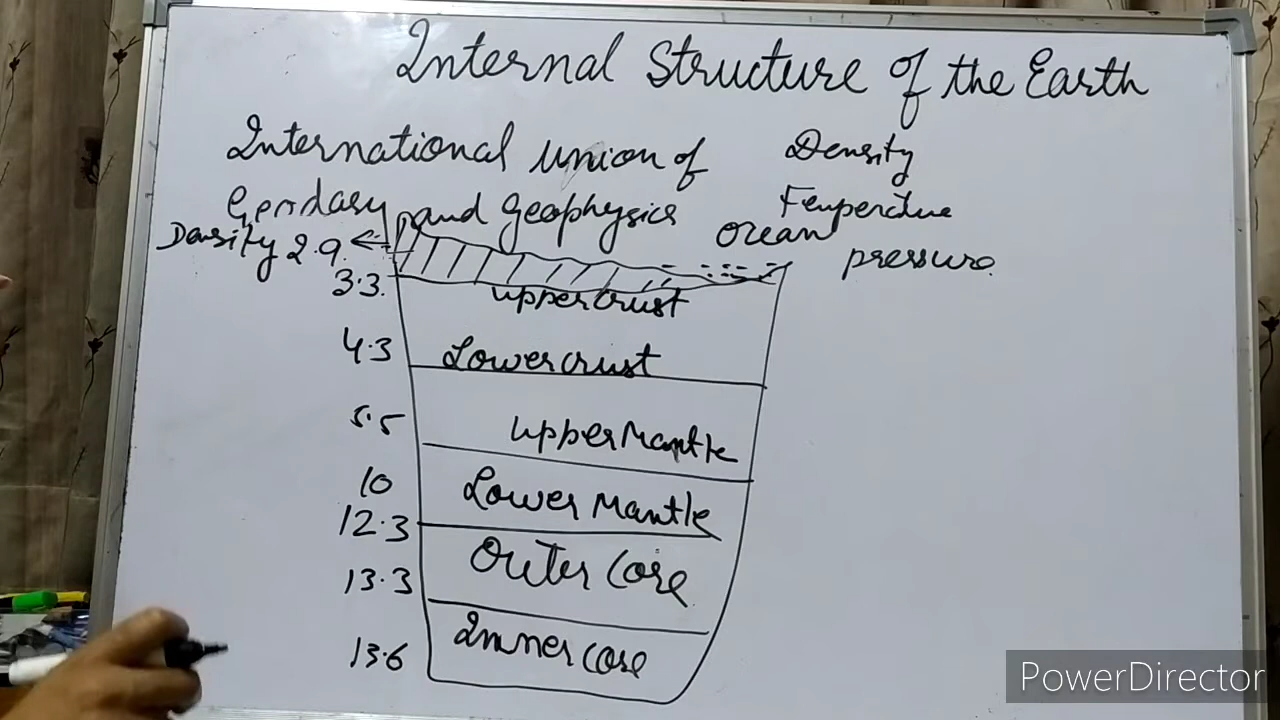 Internal Structure of the Earth
International Union of
Geodasy and Geophysics
Density
Temperature
pressure
Ocean
Density 2.9
3.3
upper crust
4.3
Lower crust
5.5
upper Mantle
10
Lower Mantle
12.3
Outer Core
13.3
Inner core
13.6
PowerDirector